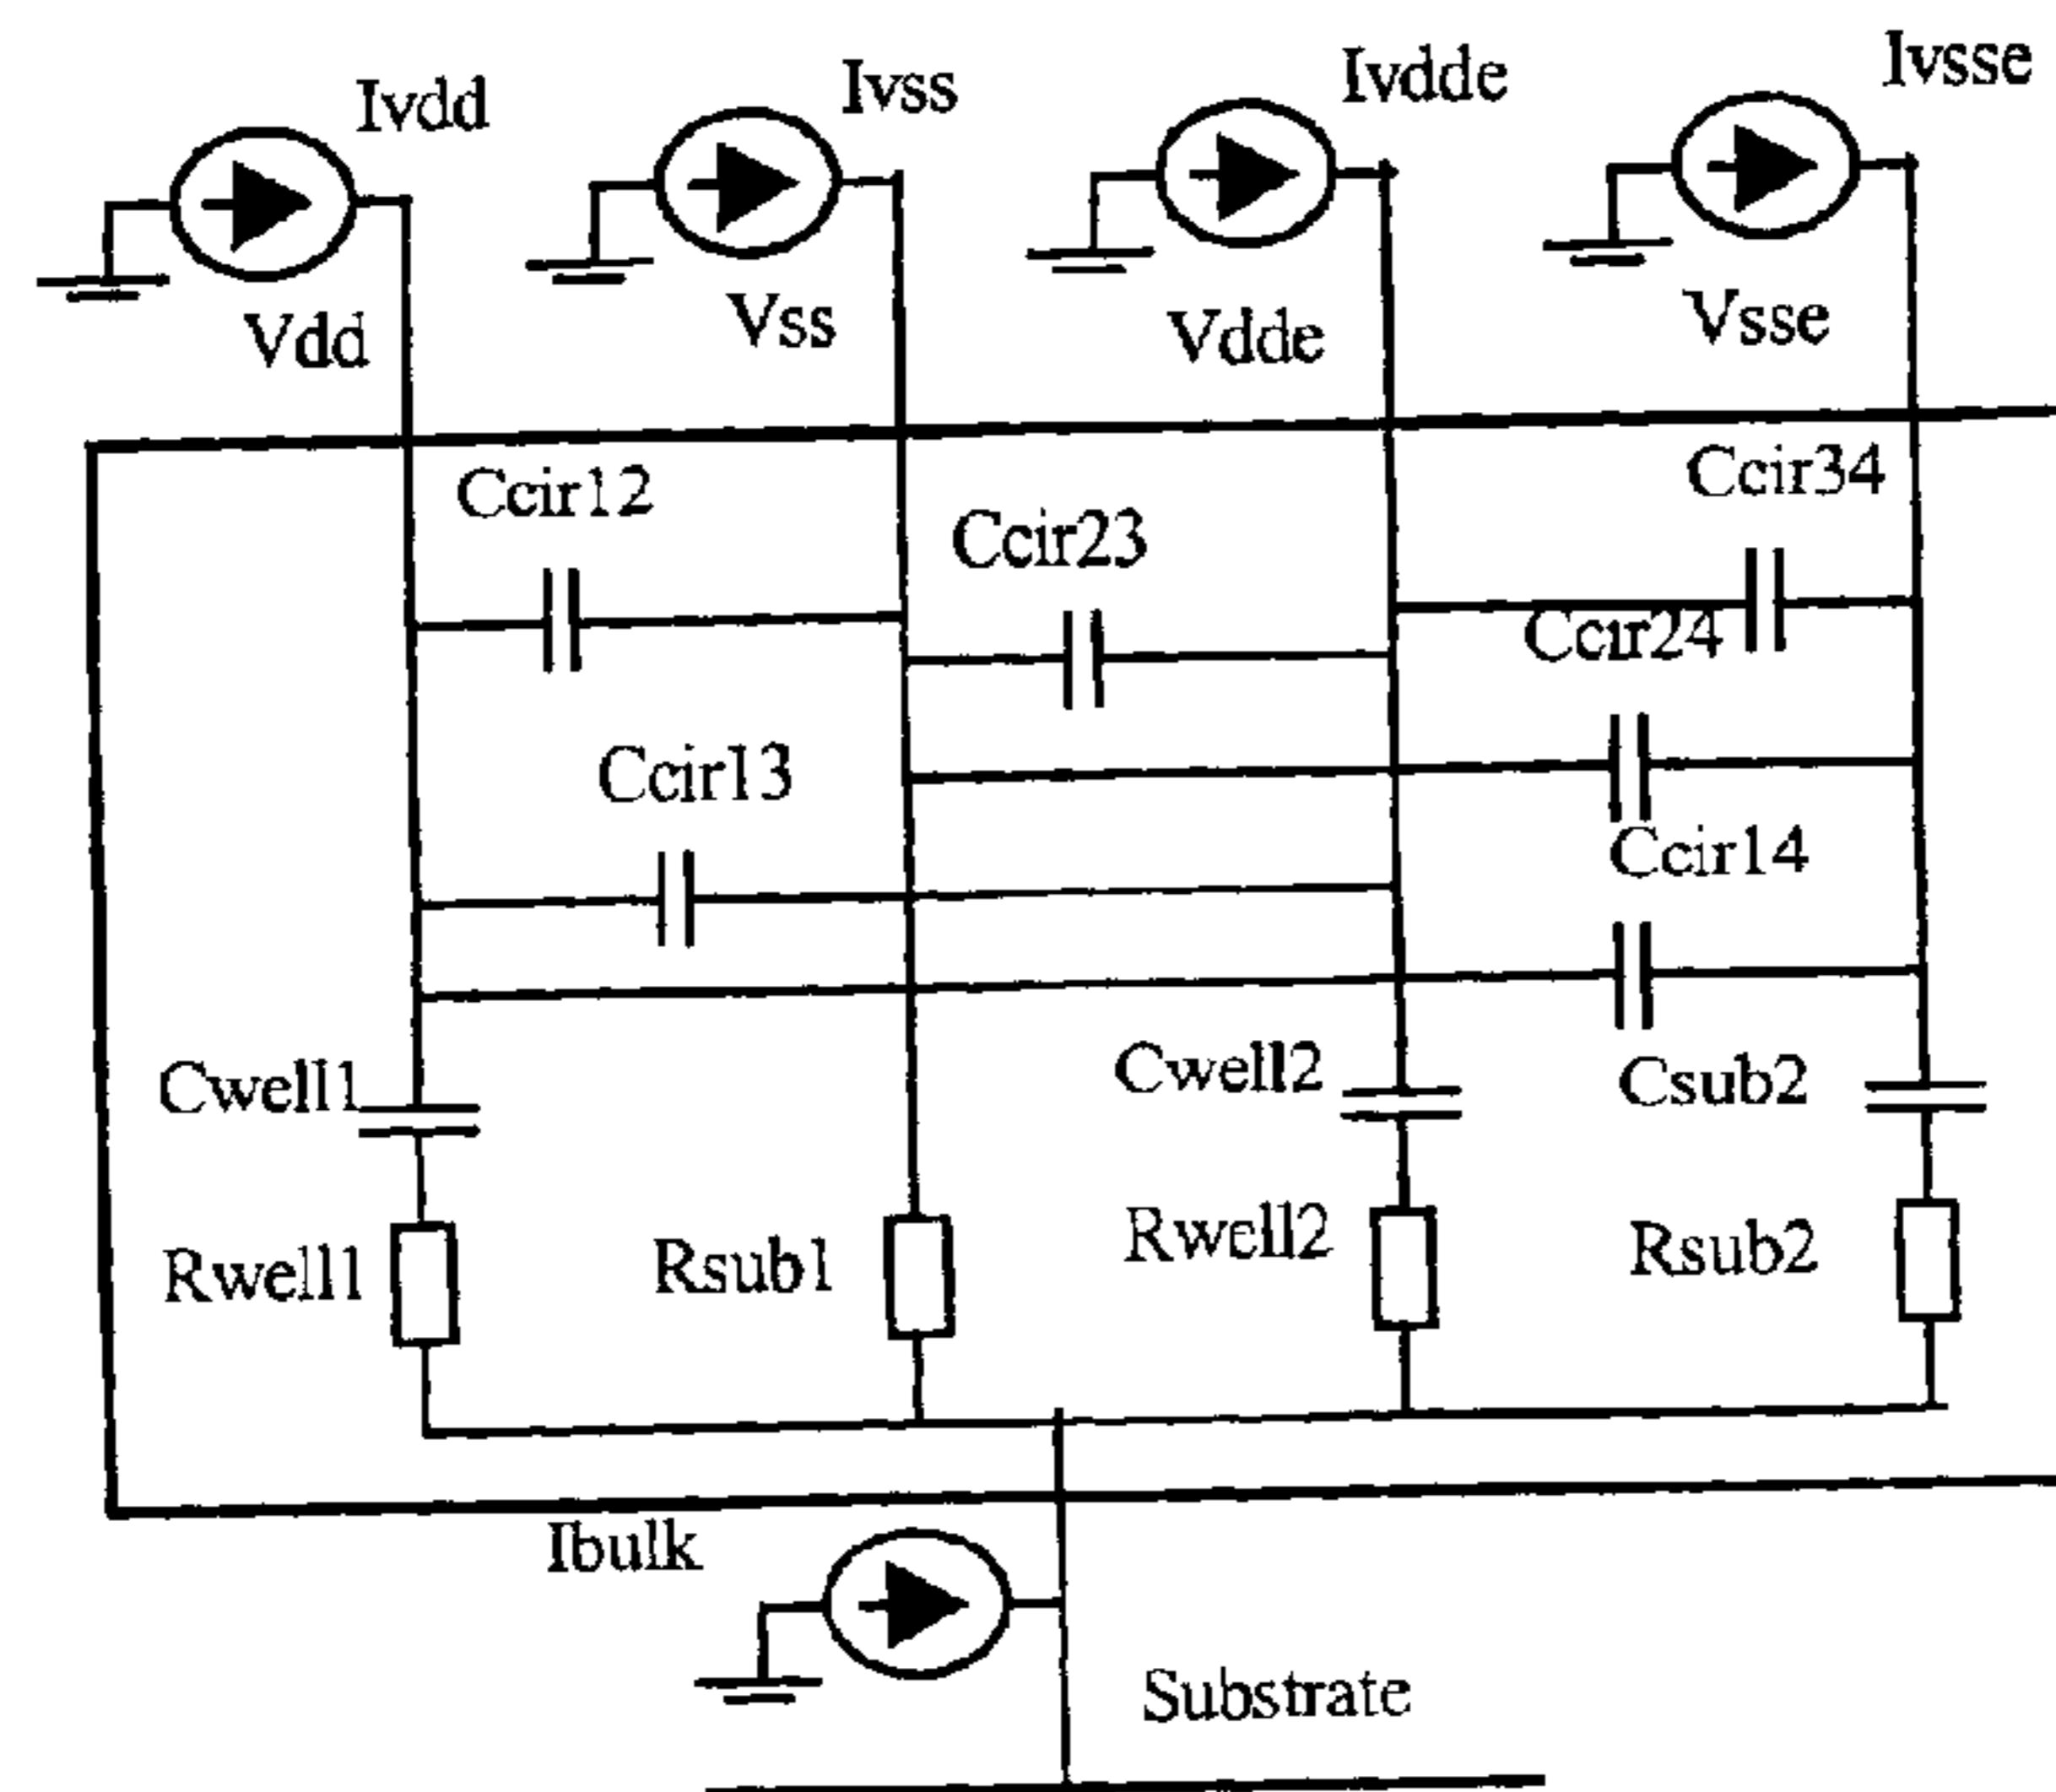 Ivdd
Ivss
Ivdde
Ivsse
Vdd
Vss
Vdde
Vsse
Ccir12
Ccir23
Ccir34
Ccir24
Ccir13
Ccir14
Cwell1
Cwell2
Csub2
Rwell1
Rsub1
Rwell2
Rsub2
Ibulk
Substrate